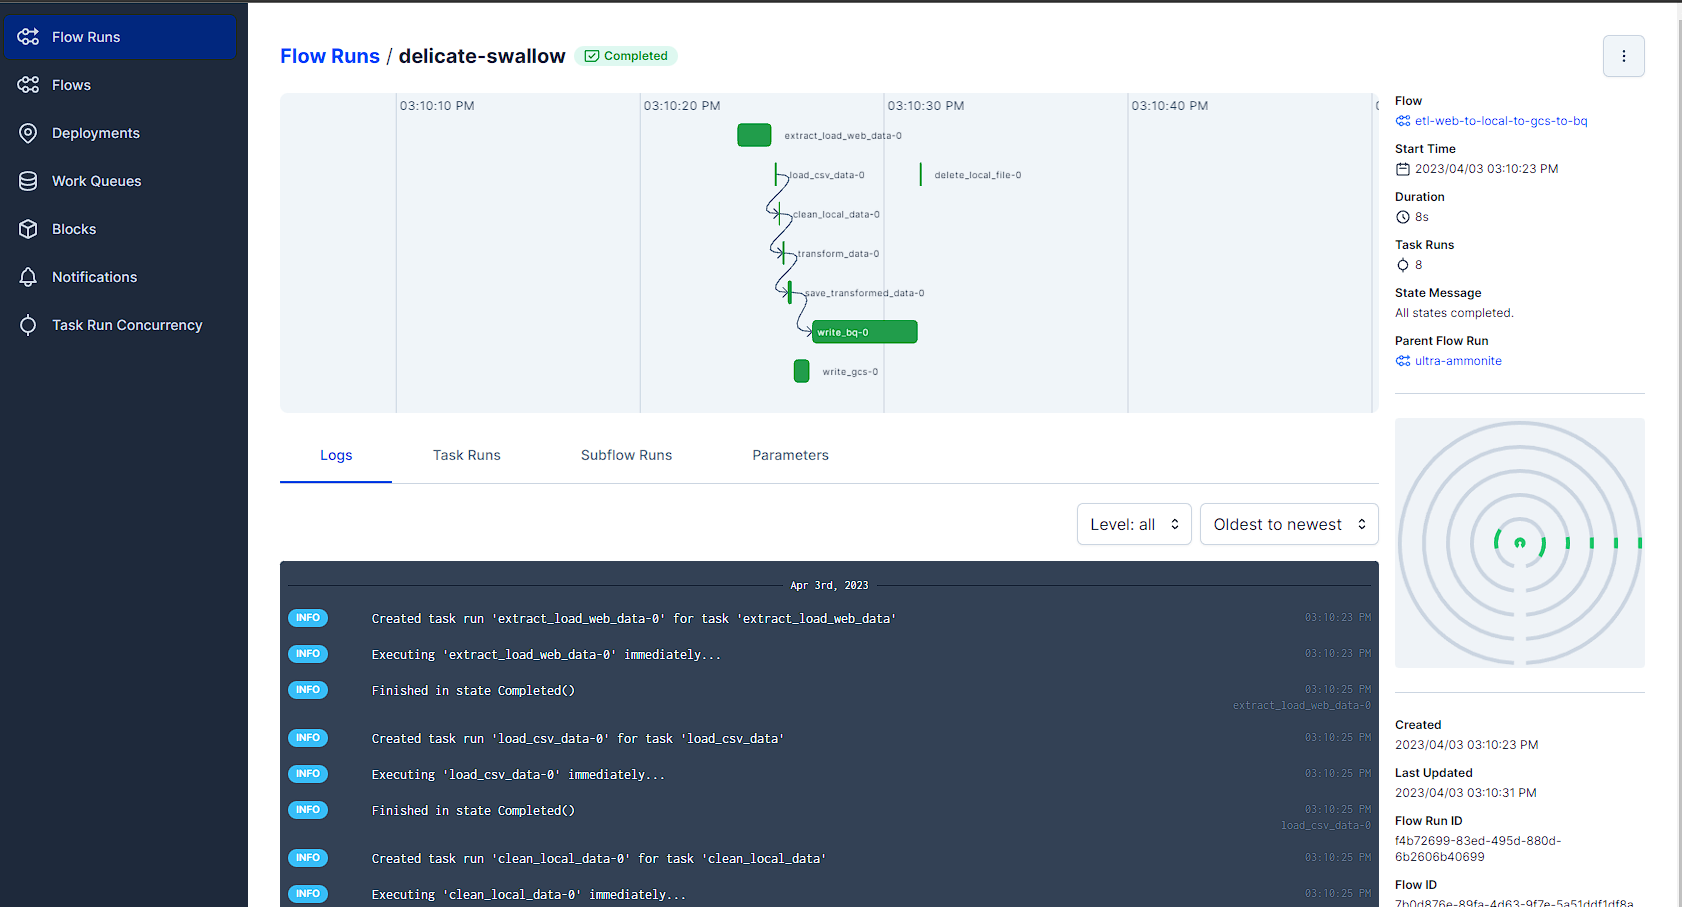 Flow Runs
Flows
Deployments
Work Queues
Blocks
Notifications
Task Run Concurrency
Flow Runs / delicate-swallow Completed
03:10:10 PM 03:10:20 PM 03:10:30 PM 03:10:40 PM
extract_load_web_data-0
load_csv_data-0 delete_local_file-0
clean_local_data-0
transform_data-0
save_transformed_data-0
write_bq-0
write_gcs-0
Logs Task Runs Subflow Runs Parameters
Level: all Oldest to newest
Apr 3rd, 2023
INFO Created task run 'extract_load_web_data-0' for task 'extract_load_web_data' 03:10:23 PM
INFO Executing 'extract_load_web_data-0' immediately... 03:10:23 PM
INFO Finished in state Completed() 03:10:25 PM
extract_load_web_data-0
INFO Created task run 'load_csv_data-0' for task 'load_csv_data' 03:10:25 PM
INFO Executing 'load_csv_data-0' immediately... 03:10:25 PM
INFO Finished in state Completed() 03:10:25 PM
load_csv_data-0
INFO Created task run 'clean_local_data-0' for task 'clean_local_data' 03:10:25 PM
INFO Executing 'clean_local_data-0' immediately... 03:10:25 PM
Flow
etl-web-to-local-to-gcs-to-bq
Start Time
2023/04/03 03:10:23 PM
Duration
8s
Task Runs
8
State Message
All states completed.
Parent Flow Run
ultra-ammonite
Created
2023/04/03 03:10:23 PM
Last Updated
2023/04/03 03:10:31 PM
Flow Run ID
f4b72699-83ed-495d-880d-
6b2606b40699
Flow ID
7b0d876e-89fa-4d63-9f7e-5a51ddf1df8a